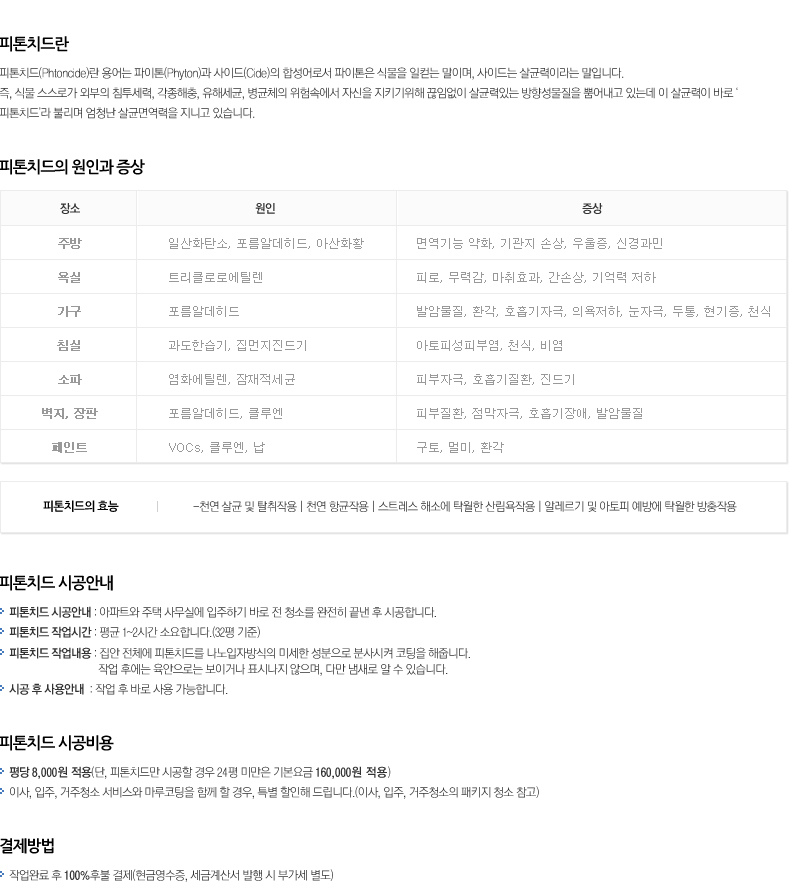 피톤치드란
피톤치드(Phtoncide)란 용어는 파이톤(Phyton)과 사이드(Cide)의 합성어로서 파이톤은 식물을 일컫는 말이며, 사이드는 살균력이라는 말입니다.
즉, 식물 스스로가 외부의 침투세력, 각종해충, 유해세균, 병균체의 위험속에서 자신을 지키기위해 끊임없이 살균력있는 방향성물질을 뿜어내고 있는데 이 살균력이 바로 '
피톤치드'라 불리며 엄청난 살균면역력을 지니고 있습니다.
피톤치드의 원인과 증상
장소 원인 증상
주방 일산화탄소, 포름알데히드, 아산화황 면역기능 약화, 기관지 손상, 우울증, 신경과민
욕실 트리클로로에틸렌 피로, 무력감, 마취효과, 간손상, 기억력 저하
가구 포름알데히드 발암물질, 환각, 호흡기자극, 의욕저하, 눈자극, 두통, 현기증, 천식
침실 과도한습기, 집먼지진드기 아토피성피부염, 천식, 비염
소파 염화에틸렌, 잠재적세균 피부자극, 호흡기질환, 진드기
벽지, 장판 포름알데히드, 클루엔 피부질환, 점막자극, 호흡기장애, 발암물질
페인트 VOCs, 클루엔, 납 구토, 멀미, 환각
피톤치드의 효능 -천연 살균 및 탈취작용 | 천연 항균작용 | 스트레스 해소에 탁월한 산림욕작용 | 알레르기 및 아토피 예방에 탁월한 방충작용
피톤치드 시공안내
피톤치드 시공안내 : 아파트와 주택 사무실에 입주하기 바로 전 청소를 완전히 끝낸 후 시공합니다.
피톤치드 작업시간 : 평균 1~2시간 소요합니다.(32평 기준)
피톤치드 작업내용 : 집안 전체에 피톤치드를 나노입자방식의 미세한 성분으로 분사시켜 코팅을 해줍니다.
작업 후에는 육안으로는 보이거나 표시나지 않으며, 다만 냄새로 알 수 있습니다.
시공 후 사용안내 : 작업 후 바로 사용 가능합니다.
피톤치드 시공비용
평당 8,000원 적용(단, 피톤치드만 시공할 경우 24평 미만은 기본요금 160,000원 적용)
이사, 입주, 거주청소 서비스와 마루코팅을 함께 할 경우, 특별 할인해 드립니다.(이사, 입주, 거주청소의 패키지 청소 참고)
결제방법
작업완료 후 100%후불 결제(현금영수증, 세금계산서 발행 시 부가세 별도)